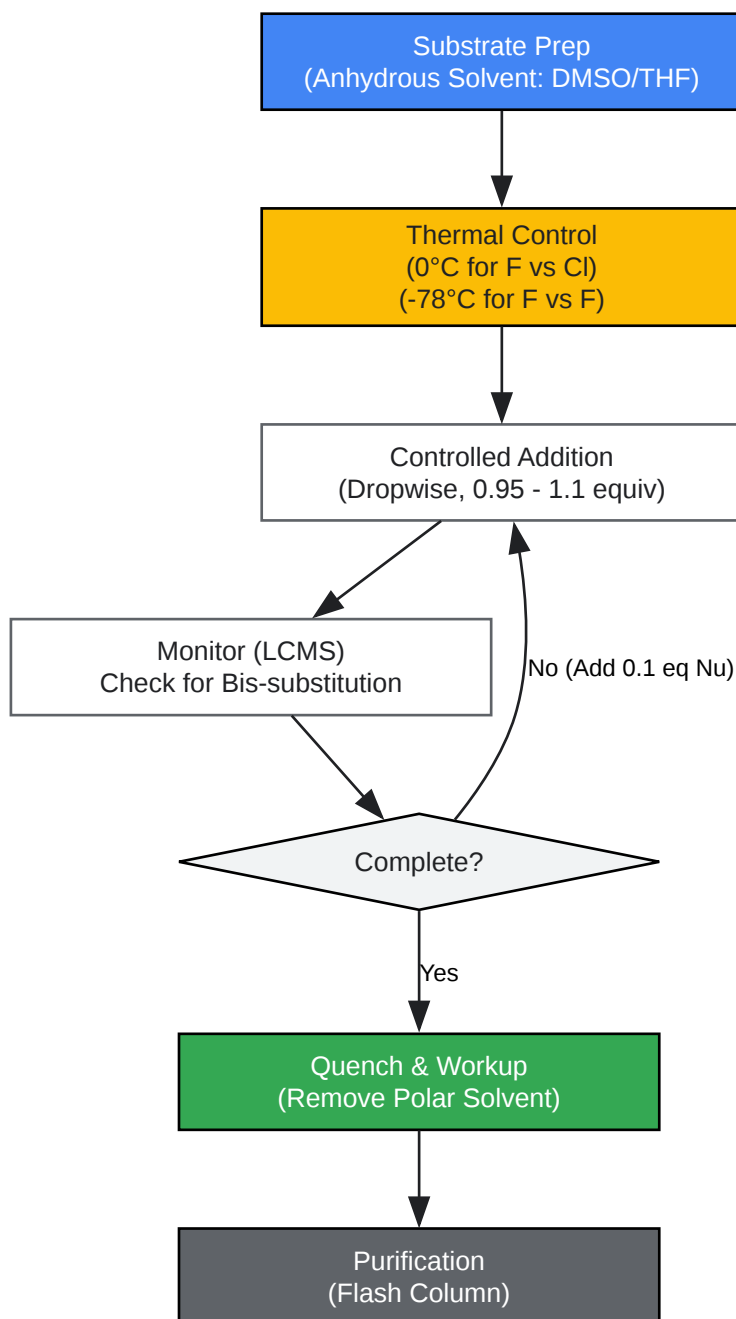 Substrate Prep
(Anhydrous Solvent: DMSO/THF)
Thermal Control
(0°C for F vs Cl)
(-78°C for F vs F)
Controlled Addition
(Dropwise, 0.95 - 1.1 equiv)
Monitor (LCMS)
Check for Bis-substitution
No (Add 0.1 eq Nu)
Complete?
Yes
Quench & Workup
(Remove Polar Solvent)
Purification
(Flash Column)